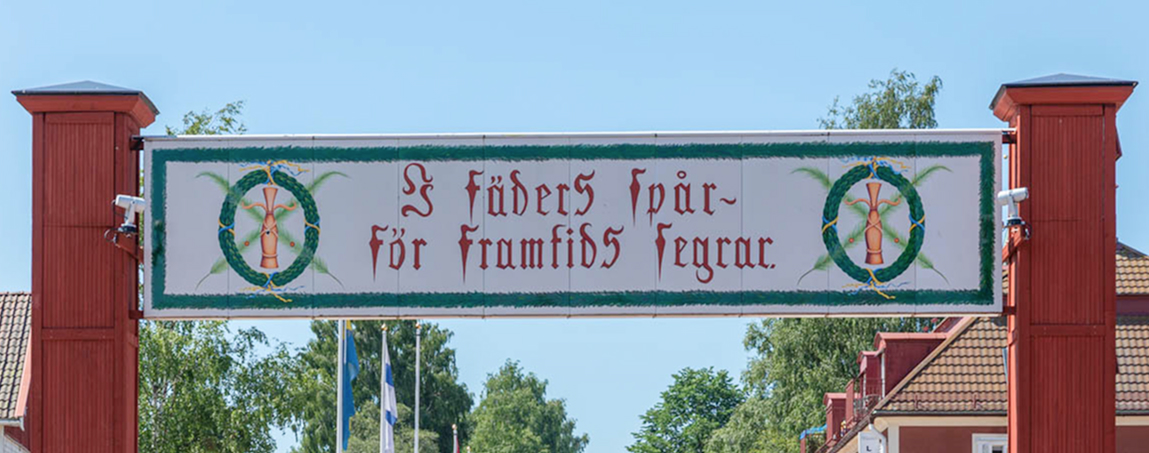 I fäders spår-
för framtids segrar.
L